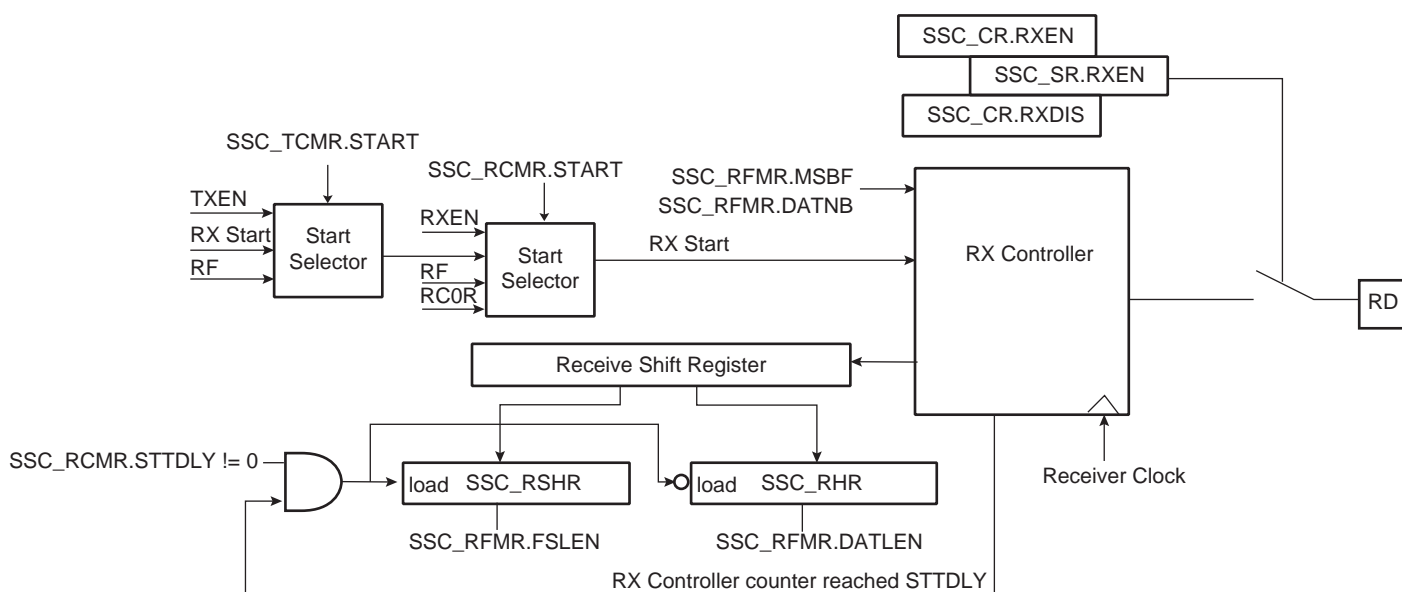 SSC_CR.RXEN
SSC_SR.RXEN
SSC_CR.RXDIS
SSC_TCMR.START
SSC_RCMR.START
SSC_RFMR.MSBF
SSC_RFMR.DATNB
TXEN
RX Start
RF
Start
Selector
RXEN
RF
RC0R
Start
Selector
RX Start
RX Controller
RD
Receive Shift Register
SSC_RCMR.STTDLY != 0
load SSC_RSHR
load SSC_RHR
Receiver Clock
SSC_RFMR.FSLEN
SSC_RFMR.DATLEN
RX Controller counter reached STTDLY